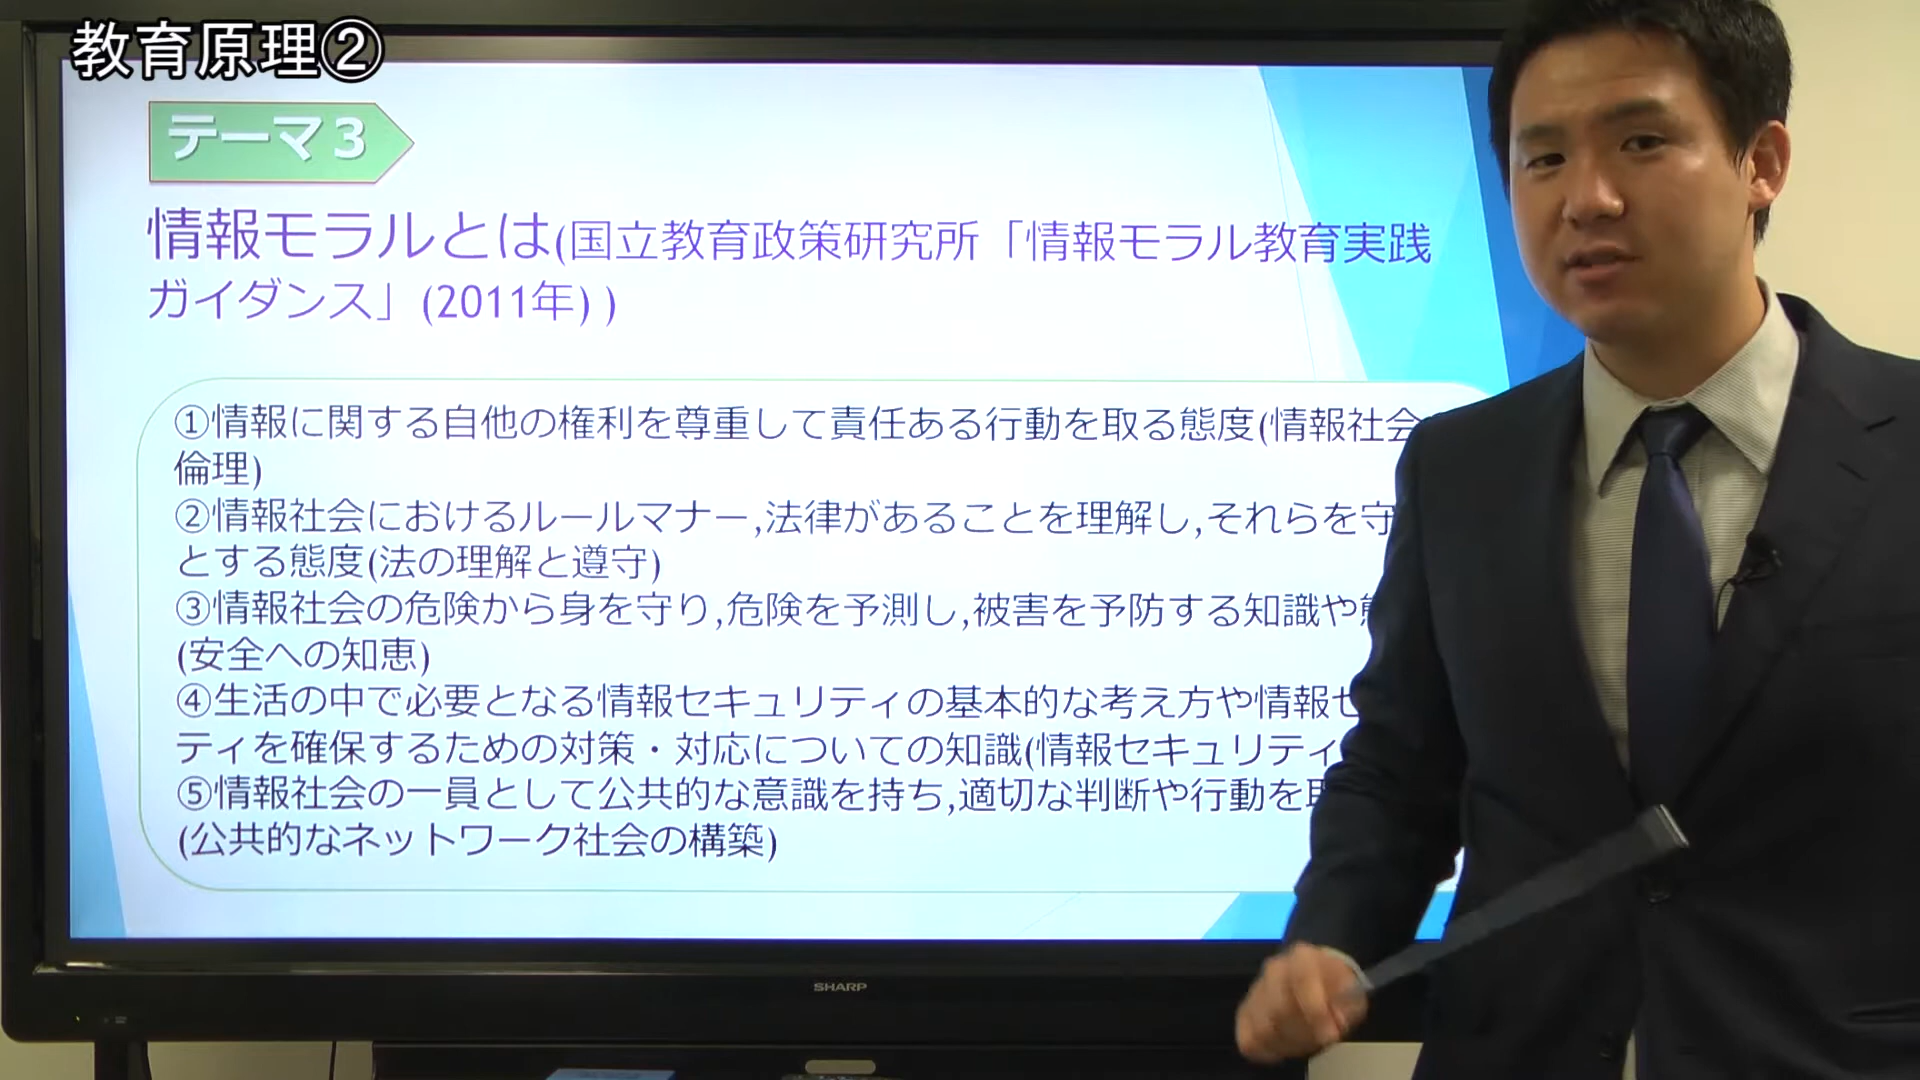 教育原理②
テーマ3
情報モラルとは(国立教育政策研究所「情報モラル教育実践
ガイダンス」(2011年) )
①情報に関する自他の権利を尊重して責任ある行動を取る態度(情報社会
倫理)
②情報社会におけるルールマナー,法律があることを理解し,それらを守
とする態度(法の理解と遵守)
③情報社会の危険から身を守り,危険を予測し,被害を予防する知識や
(安全への知恵)
④生活の中で必要となる情報セキュリティの基本的な考え方や情報セ
ティを確保するための対策・対応についての知識(情報セキュリティ
⑤情報社会の一員として公共的な意識を持ち,適切な判断や行動を
(公共的なネットワーク社会の構築)
SHARP